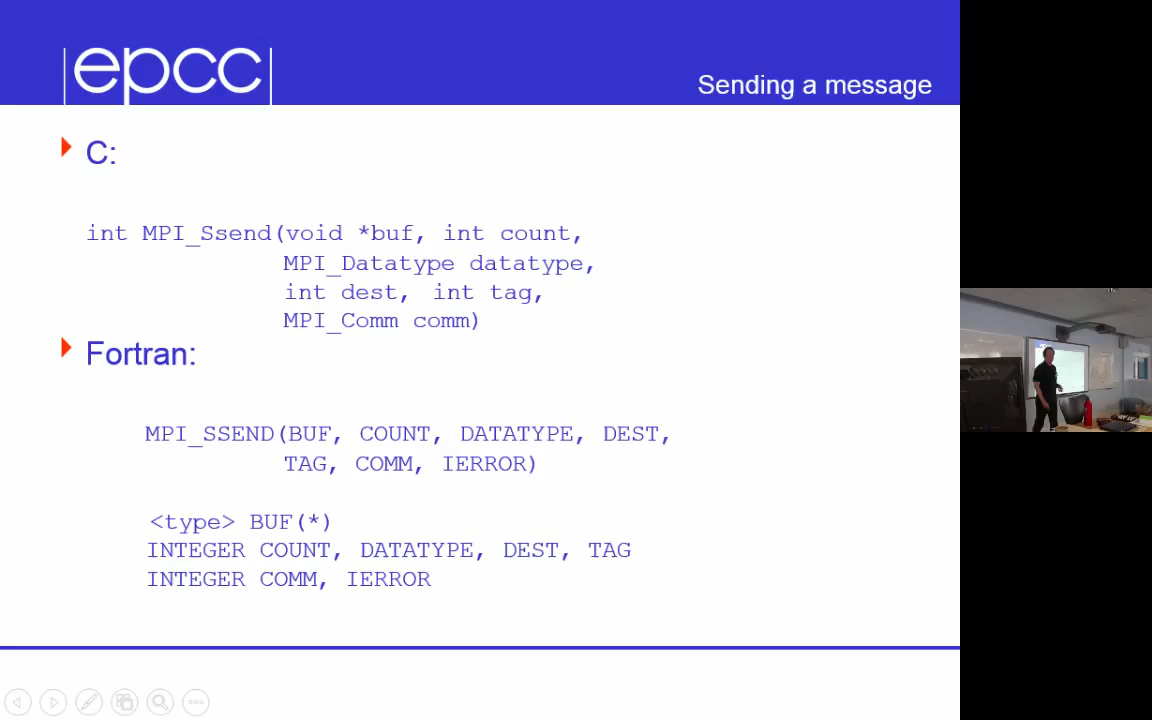 epcc
Sending a message
C:
int MPI_Ssend(void *buf, int count,
MPI_Datatype datatype,
int dest, int tag,
MPI_Comm comm)
Fortran:
MPI_SSEND(BUF, COUNT, DATATYPE, DEST,
TAG, COMM, IERROR)
<type> BUF(*)
INTEGER COUNT, DATATYPE, DEST, TAG
INTEGER COMM, IERROR